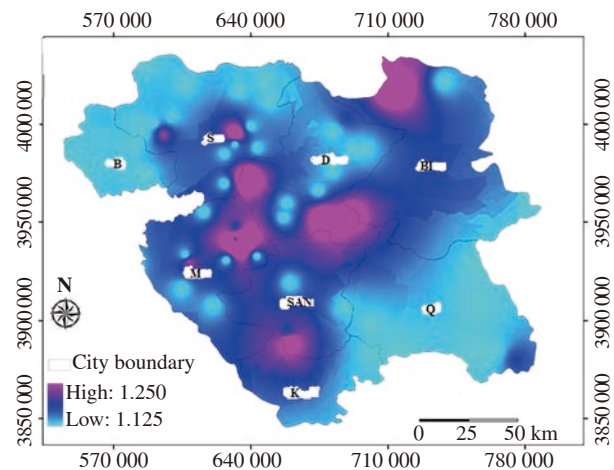 570 000 640 000 710 000 780 000
4000 000
3950 000
3900 000
3850 000
S
B
D
BI
M
SAN
Q
K
N
City boundary
High: 1.250
Low: 1.125
0 25 50 km
4000 000
3950 000
3900 000
3850 000
570 000 640 000 710 000 780 000